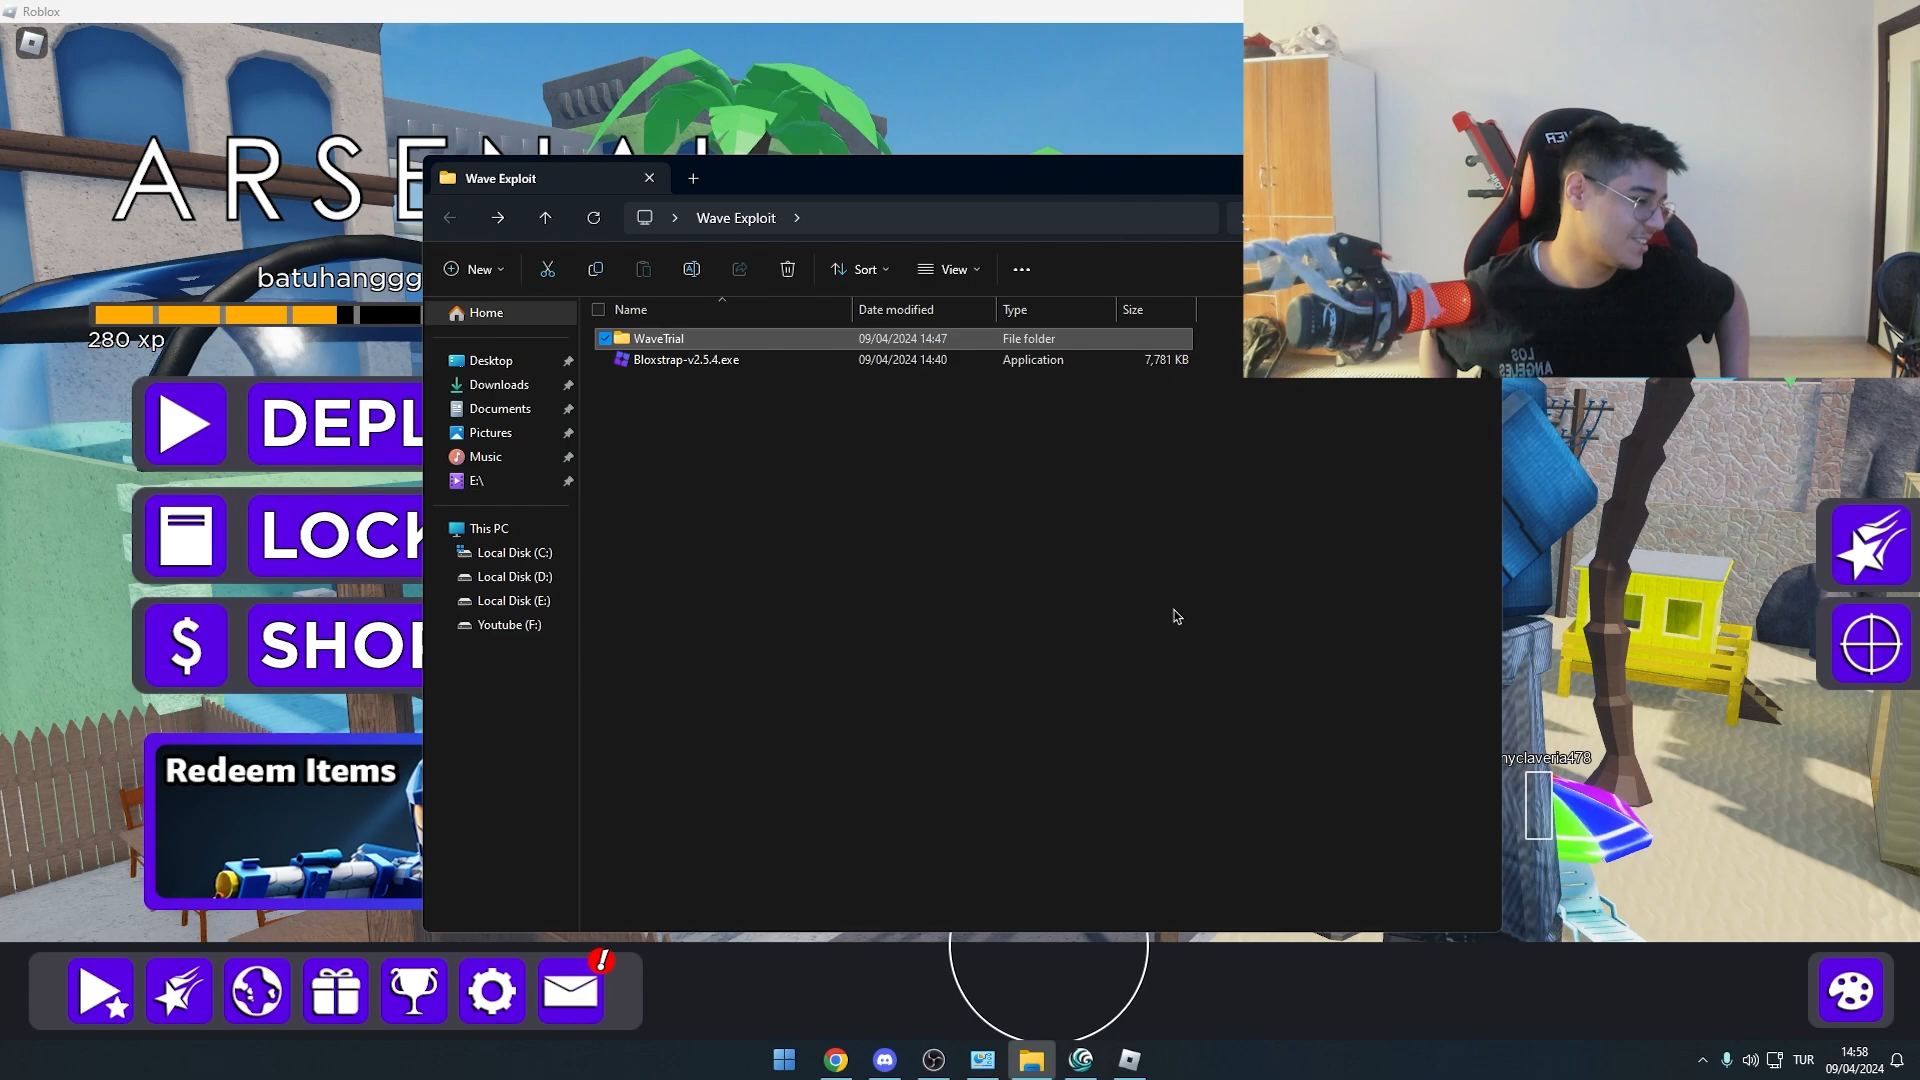 Roblox
ARSENAL
batuhanggg
280 xp
DEPL
LOCK
SHOP
Redeem Items
Wave Exploit
Wave Exploit
New
Sort
View
Name
Date modified
Type
Size
WaveTrial
09/04/2024 14:47
File folder
Bloxstrap-v2.5.4.exe
09/04/2024 14:40
Application
7,781 KB
Home
Desktop
Downloads
Documents
Pictures
Music
E:\
This PC
Local Disk (C:)
Local Disk (D:)
Local Disk (E:)
Youtube (F:)
LOS
ANGELES
nyclaveria478
TUR
14:58
09/04/2024